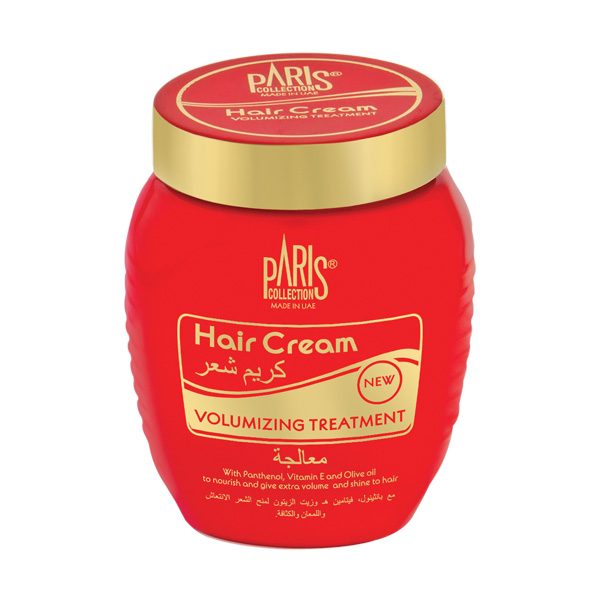 PARIS®
COLLECTION
MADE IN UAE
Hair Cream
VOLUMIZING TREATMENT
PARIS®
COLLECTION
MADE IN UAE
Hair Cream
كريم شعر
NEW
VOLUMIZING TREATMENT
معالجة
With Panthenol, Vitamin E and Olive oil
to nourish and give extra volume and shine to hair
مع بانثينول، فيتامين هـ وزيت الزيتون لمنح الشعر الانتعاش
واللمعان والكثافة.